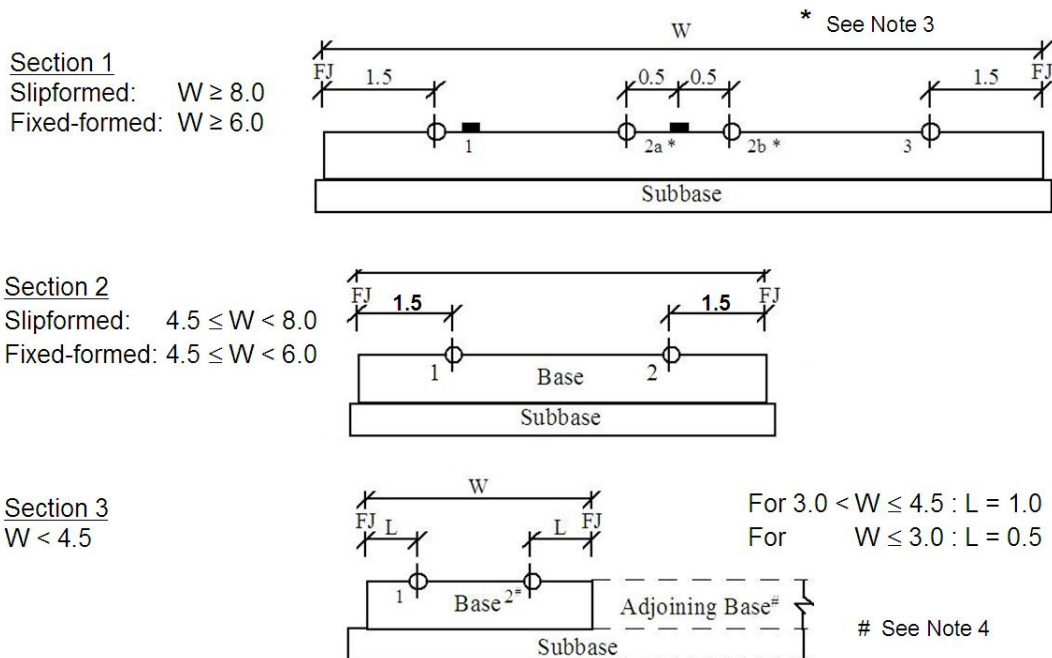 * See Note 3
W
Section 1
Slipformed: W ≥ 8.0
Fixed-formed: W ≥ 6.0
FJ 1.5 0.5 0.5 1.5 FJ
1 2a * 2b * 3
Subbase
Section 2
Slipformed: 4.5 ≤ W < 8.0
Fixed-formed: 4.5 ≤ W < 6.0
FJ 1.5 1.5 FJ
1 Base 2
Subbase
Section 3
W < 4.5
W
FJ L L FJ
For 3.0 < W ≤ 4.5 : L = 1.0
For W ≤ 3.0 : L = 0.5
1 Base 2# Adjoining Base#
# See Note 4
Subbase